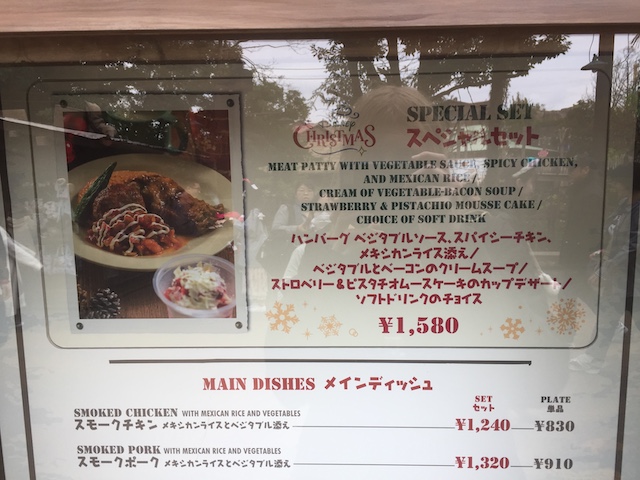 CHRISTMAS
SPECIAL SET
スペシャルセット
MEAT PATTY WITH VEGETABLE SAUCE, SPICY CHICKEN,
AND MEXICAN RICE /
CREAM OF VEGETABLE-BACON SOUP /
STRAWBERRY & PISTACHIO MOUSSE CAKE /
CHOICE OF SOFT DRINK
ハンバーグ ベジタブルソース、スパイシーチキン、
メキシカンライス添え／
ベジタブルとベーコンのクリームスープ／
ストロベリー＆ピスタチオムースケーキのカップデザート／
ソフトドリンクのチョイス
¥1,580
MAIN DISHES メインディッシュ
SET PLATE
セット 単品
SMOKED CHICKEN WITH MEXICAN RICE AND VEGETABLES
スモークチキン メキシカンライスとベジタブル添え ¥1,240 ¥830
SMOKED PORK WITH MEXICAN RICE AND VEGETABLES
スモークポーク メキシカンライスとベジタブル添え ¥1,320 ¥910